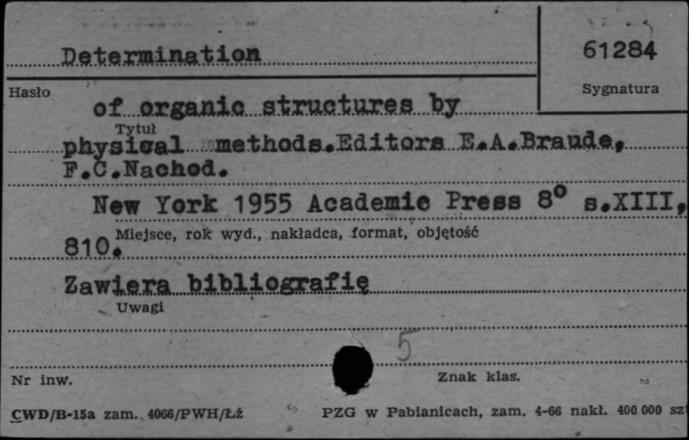 Determination
61284
Hasło
Sygnatura
of organic structures by
Tytuł
physical methods.Editors E.A.Braude,
F.C.Nachod.
New York 1955 Academic Press 8° s.XIII,
Miejsce, rok wyd., nakładca, format, objętość
810.
Zawiera bibliografię
Uwagi
5
Nr inw.
Znak klas.
CWD/B-15a zam. 4066/PWH/Łż PZG w Pabianicach, zam. 4-66 nakł. 400 000 szt